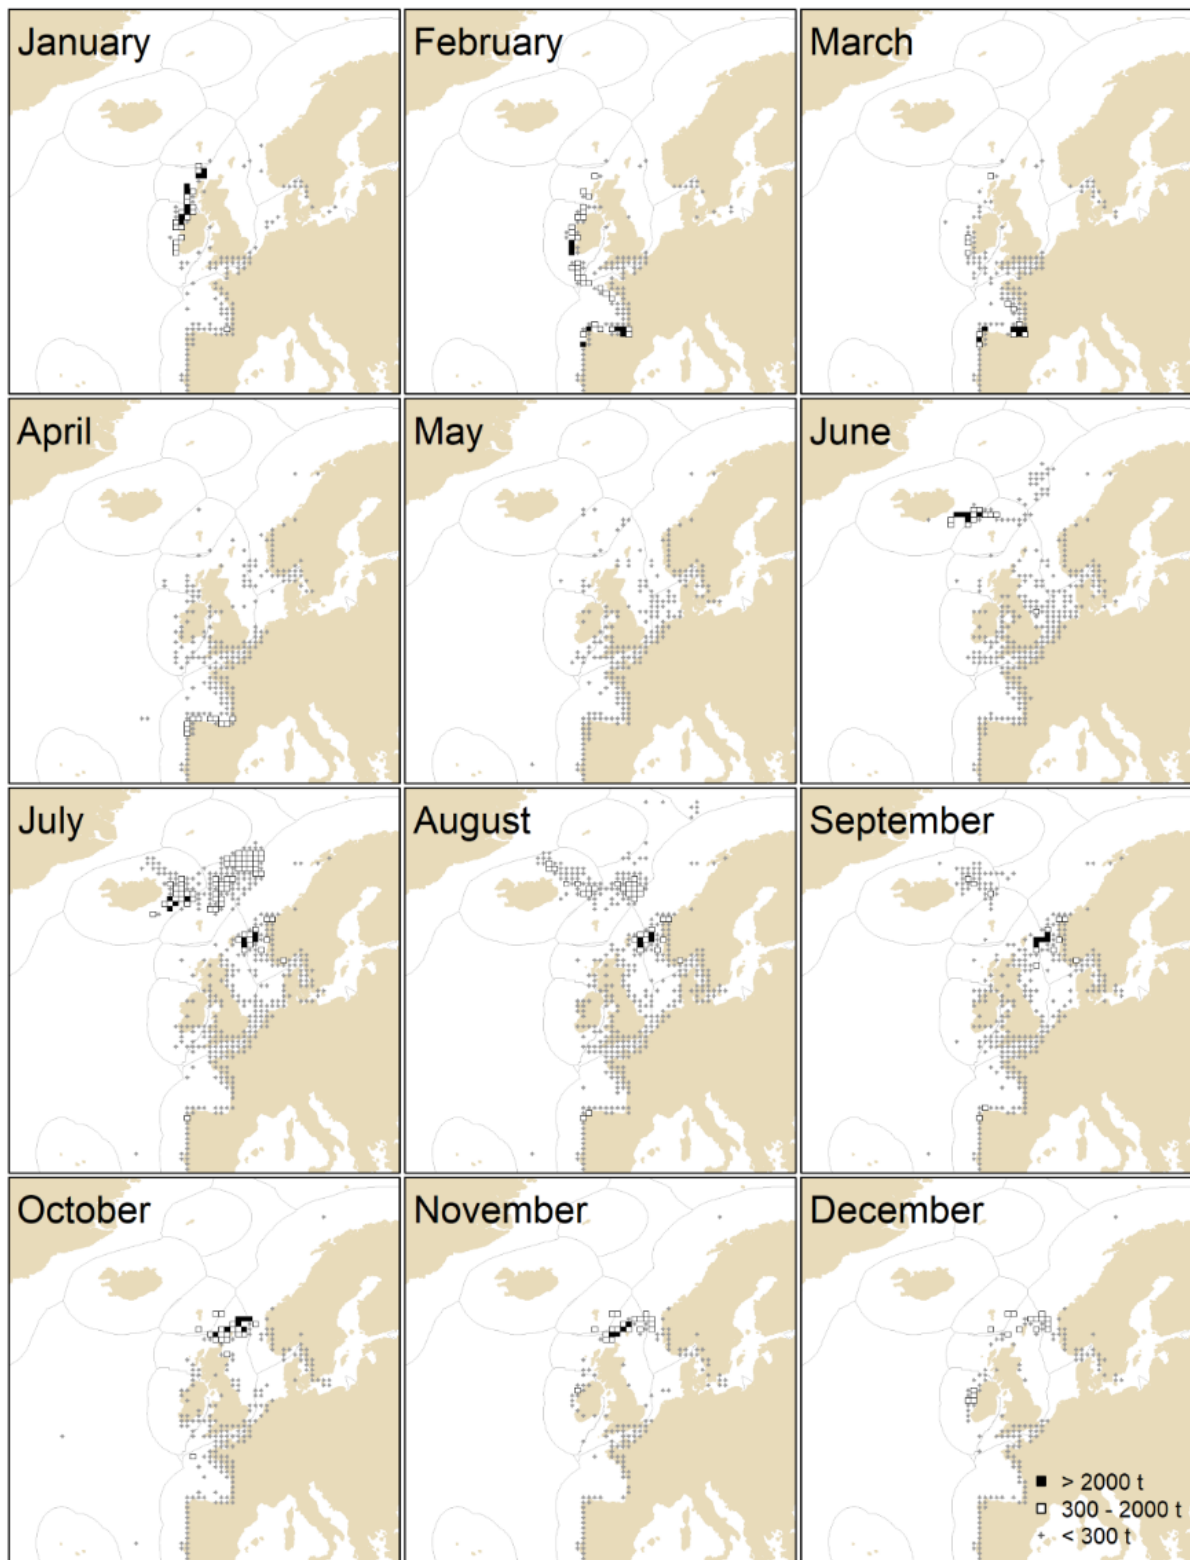 January
February
March
April
May
June
July
August
September
October
November
December
> 2000 t
300 - 2000 t
< 300 t